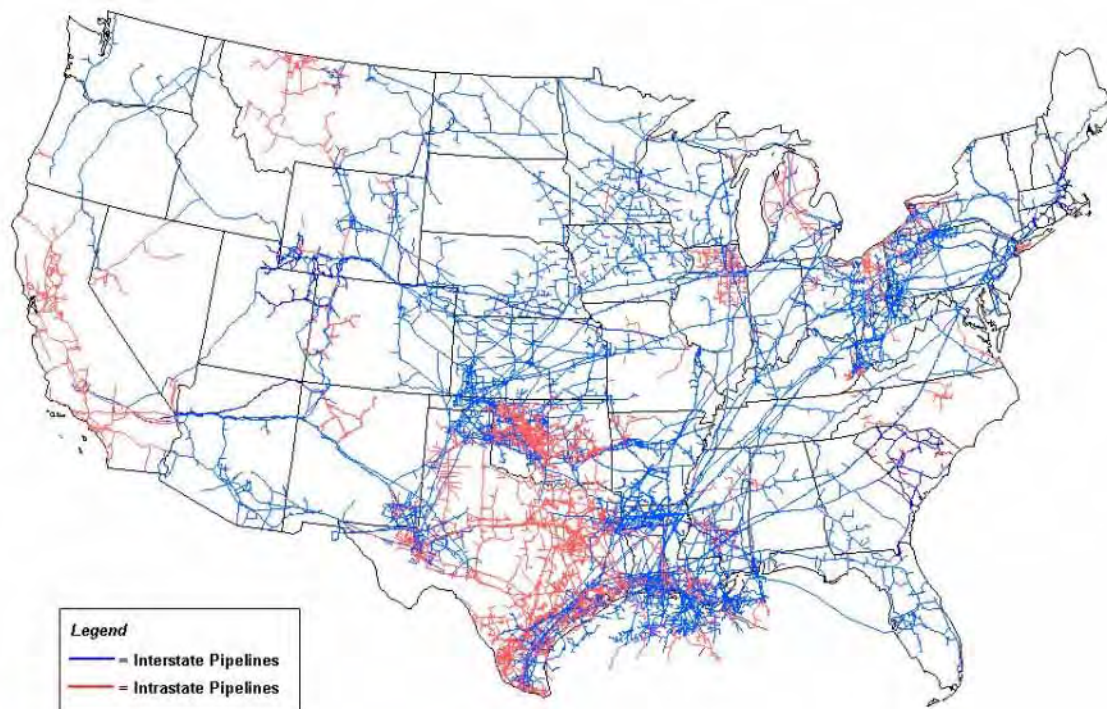 Legend
= Interstate Pipelines
= Intrastate Pipelines